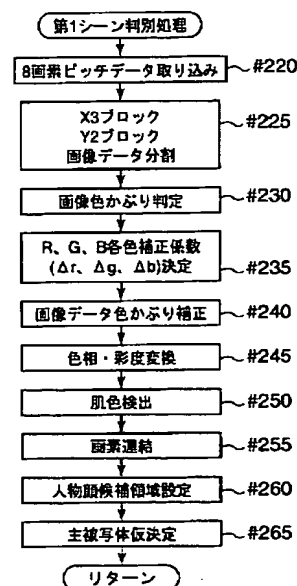 第1シーン判別処理
8画素ピッチデータ取り込み
#220
X3ブロック
Y2ブロック
画像データ分割
#225
画像色かぶり判定
#230
R、G、B各色補正係数
(Δr、Δg、Δb)決定
#235
画像データ色かぶり補正
#240
色相・彩度変換
#245
肌色検出
#250
画素連結
#255
人物頭候補領域設定
#260
主被写体仮決定
#265
リターン